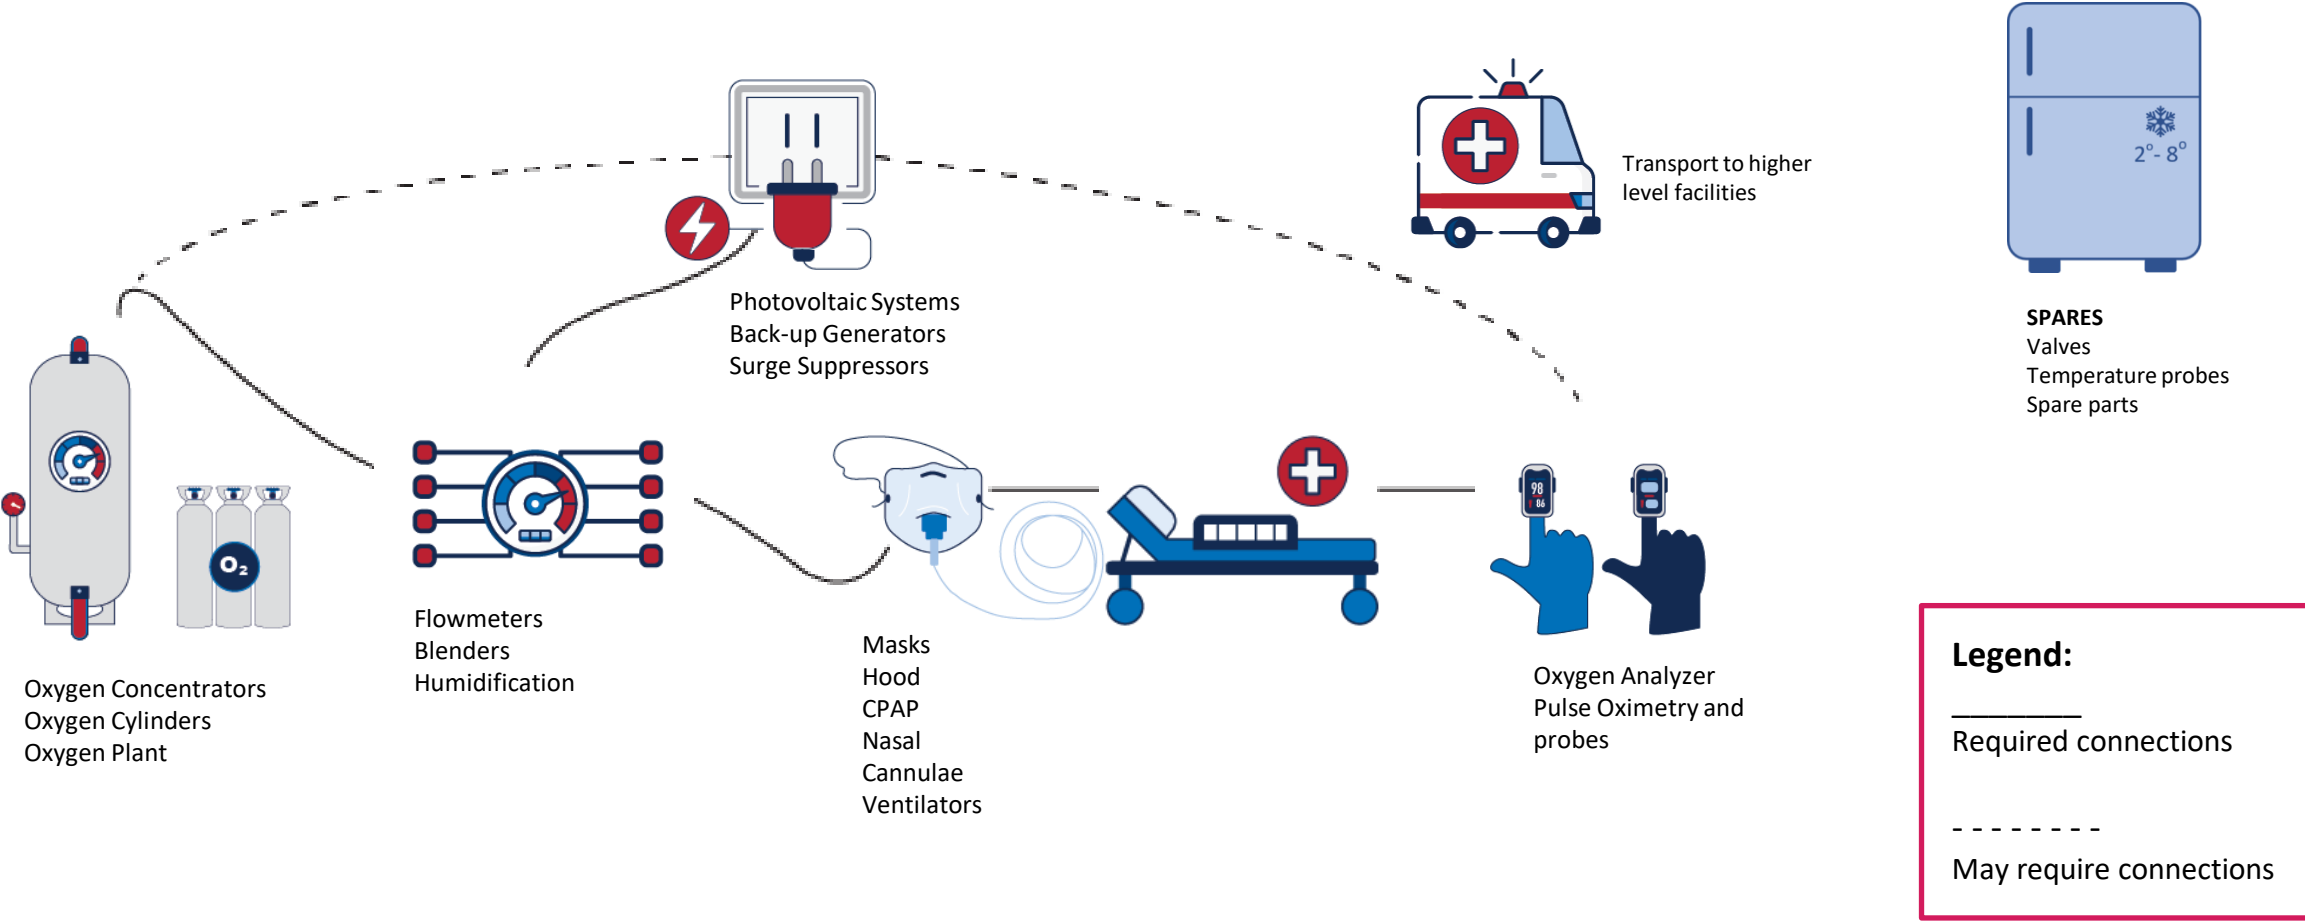 2°- 8°
Transport to higher
level facilities
Photovoltaic Systems
Back-up Generators
Surge Suppressors
SPARES
Valves
Temperature probes
Spare parts
98
86
O₂
Flowmeters
Blenders
Humidification
Masks
Hood
CPAP
Nasal
Cannulae
Ventilators
Oxygen Concentrators
Oxygen Cylinders
Oxygen Plant
Oxygen Analyzer
Pulse Oximetry and
probes
Legend:
Required connections
May require connections